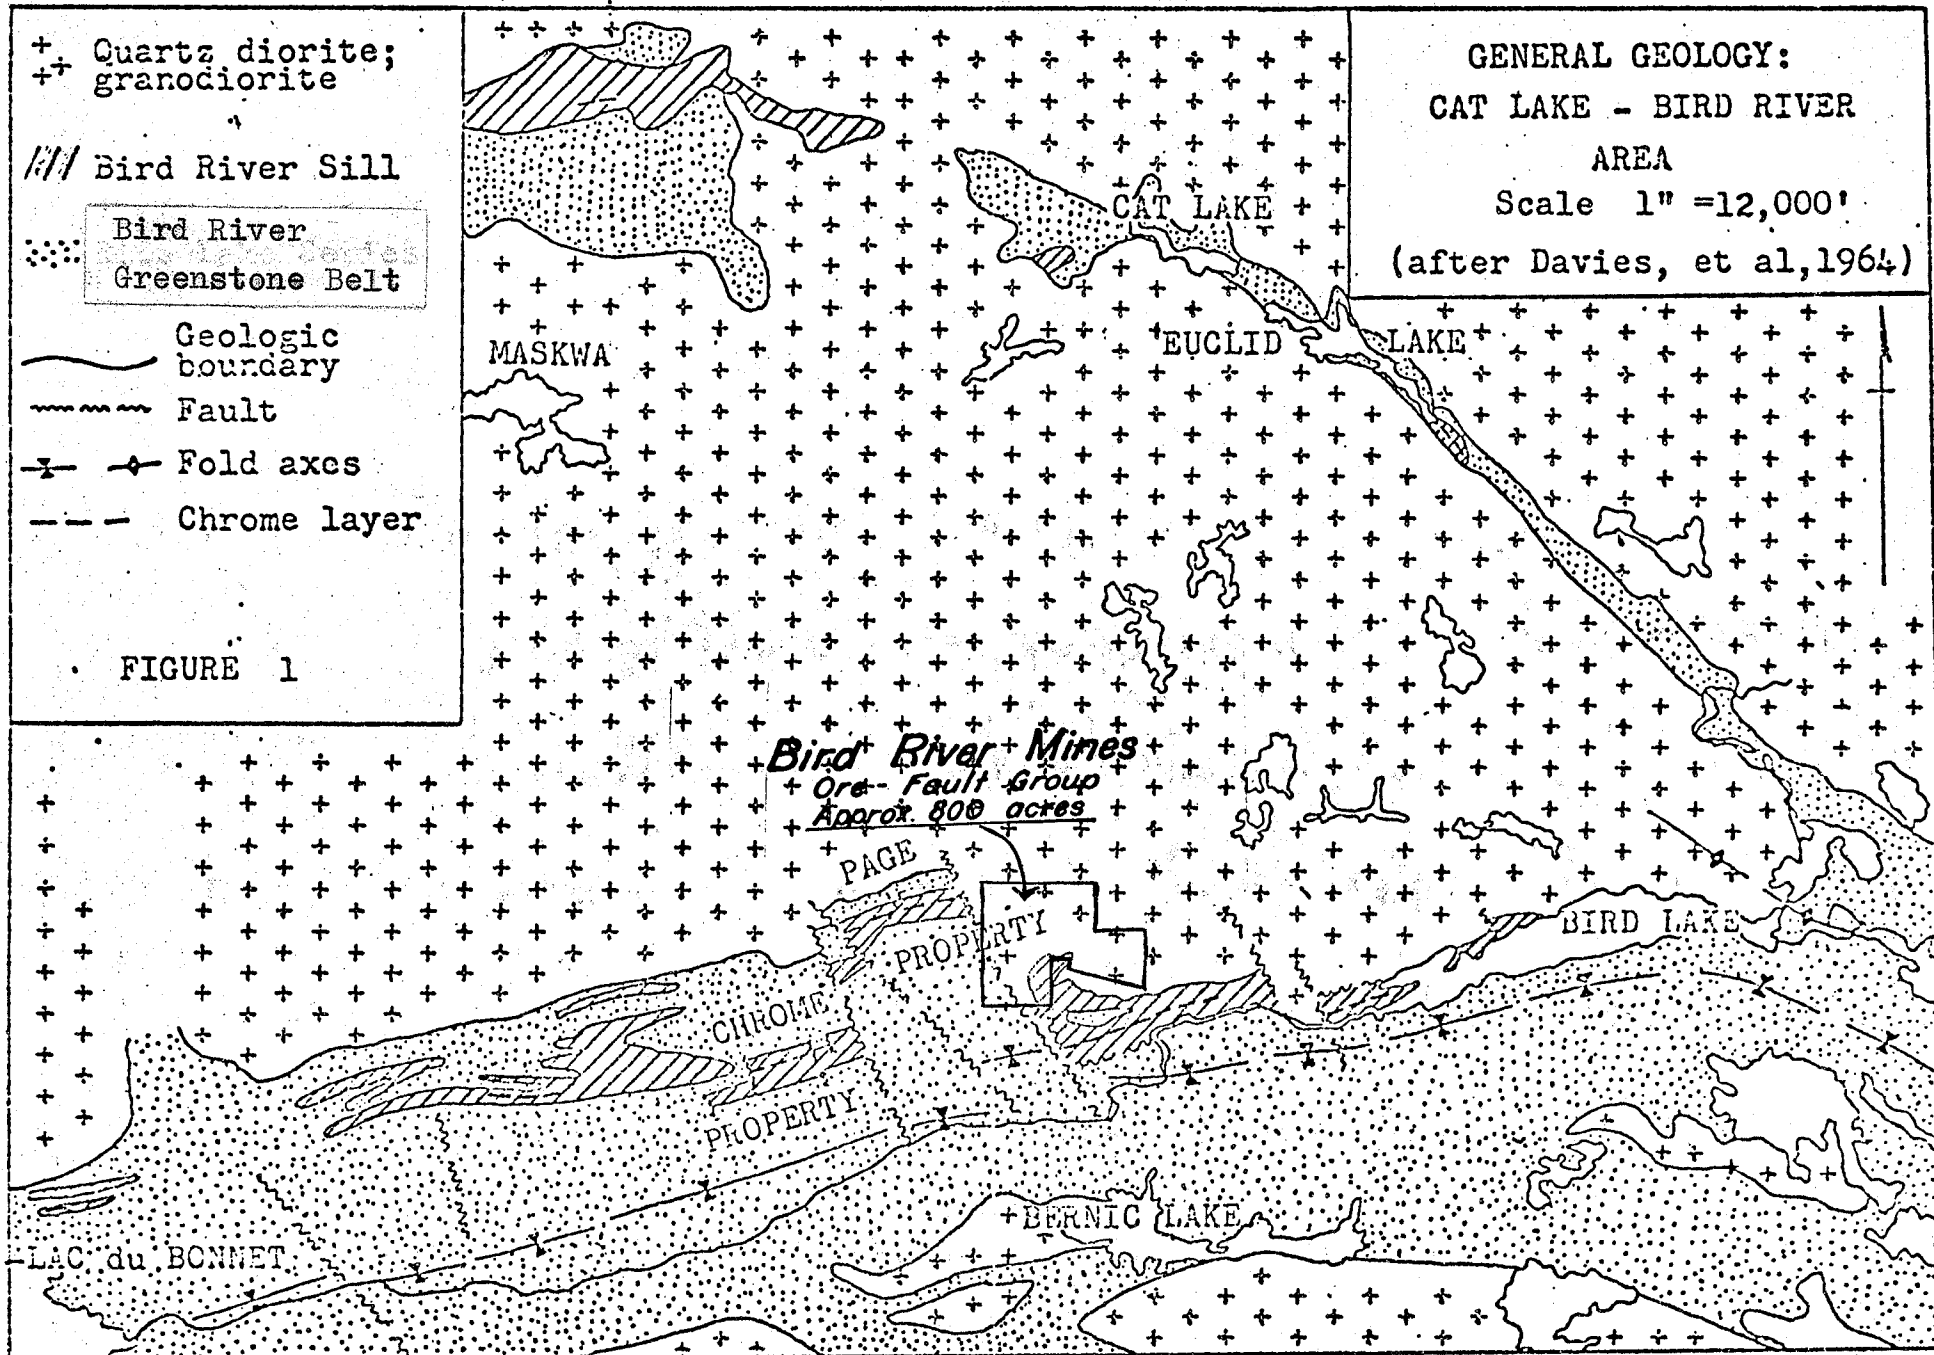 Quartz diorite;
granodiorite
Bird River Sill
Bird River
Greenstone Belt
Geologic
boundary
Fault
Fold axes
Chrome layer
FIGURE 1
GENERAL GEOLOGY:
CAT LAKE - BIRD RIVER
AREA
Scale 1" =12,000'
(after Davies, et al,1964)
CAT LAKE
EUCLID LAKE
MASKWA
Bird River Mines
Ore-Fault Group
Approx. 800 acres
PAGE
PROPERTY
BIRD LAKE
CHROME
PROPERTY
BERNIC LAKE
LAC du BONNET